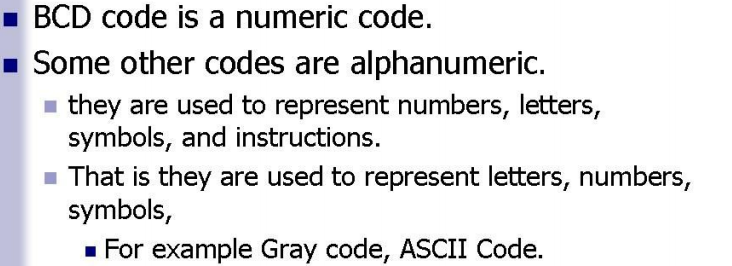 BCD code is a numeric code.
Some other codes are alphanumeric.
they are used to represent numbers, letters,
symbols, and instructions.
That is they are used to represent letters, numbers,
symbols,
For example Gray code, ASCII Code.